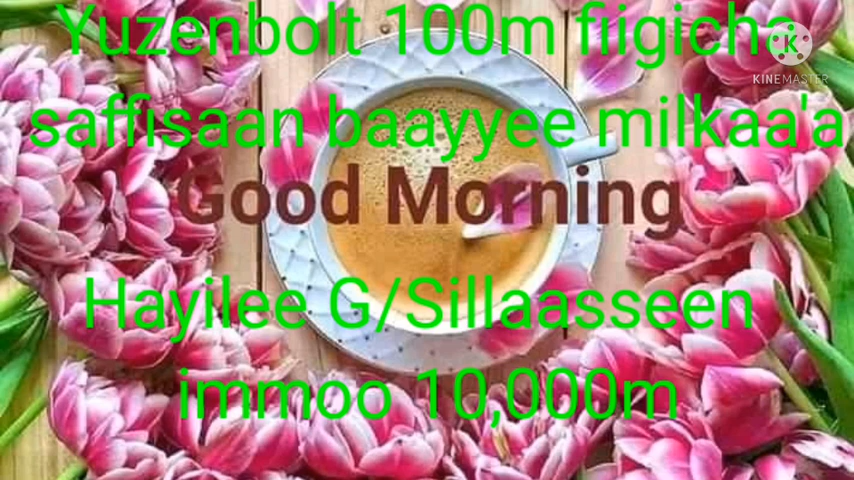 Yuzenbolt 100m fiigicha
KINEMASTER
saffisaan baayyee milkaa'a
Good Morning
Hayilee G/Sillaasseen
immoo 10,000m